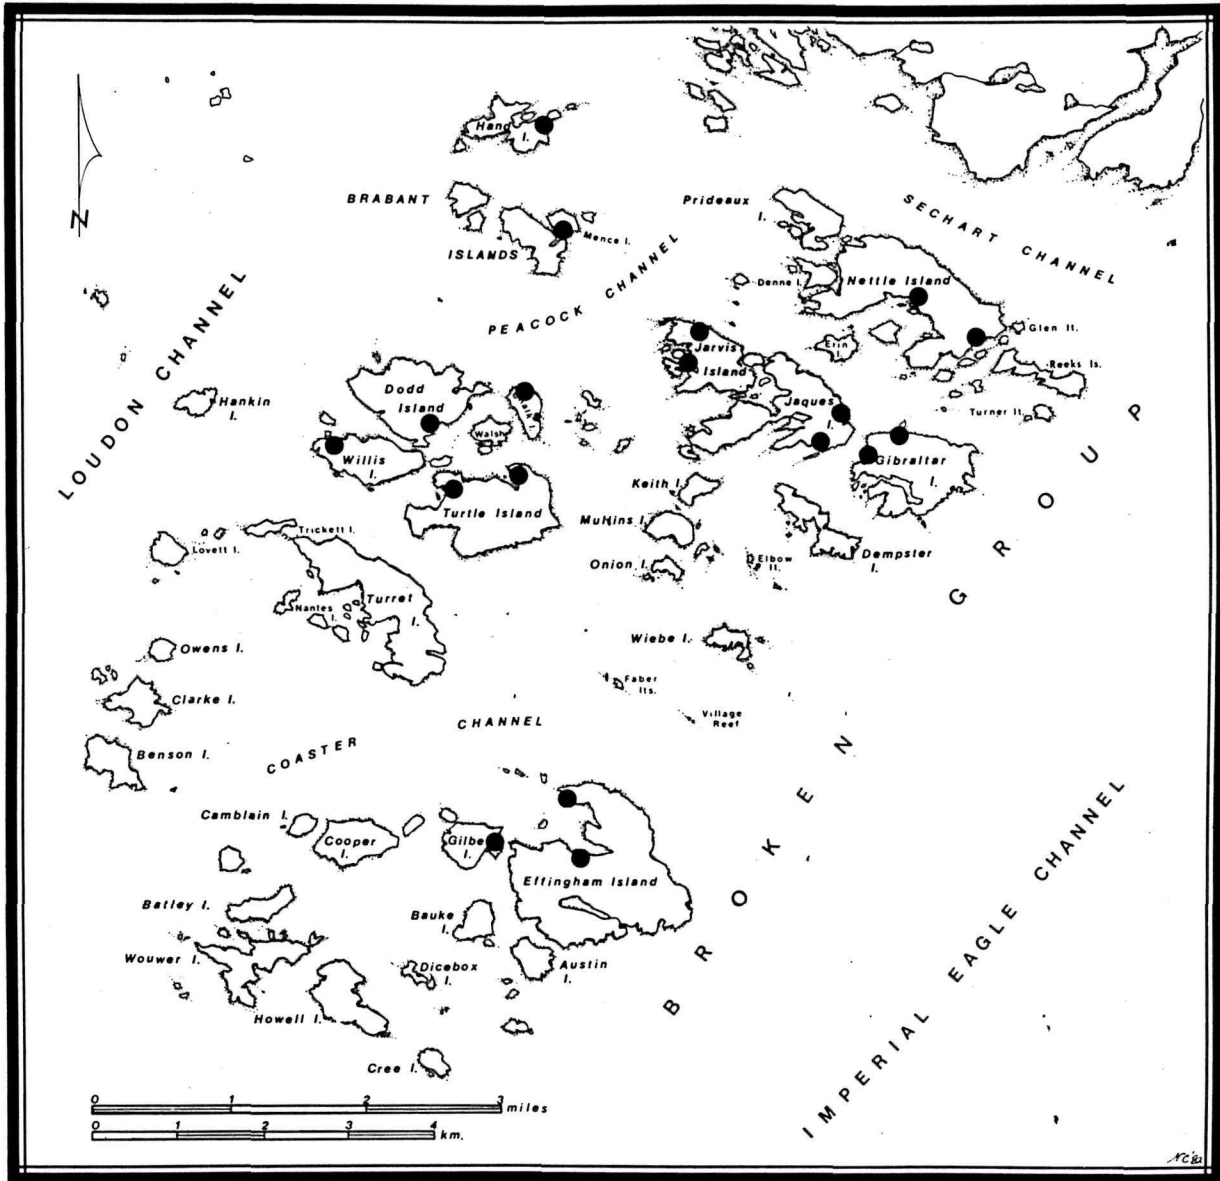 Hand
I.
BRABANT
ISLANDS
Mence I.
Prideaux
I.
SECHART CHANNEL
PEACOCK CHANNEL
Denne I.
Nettle Island
Glen It.
Erin
I.
Reeks Is.
Jarvis
Island
Turner It.
Jaques
I.
Gibraltar
I.
LOUDON CHANNEL
Hankin
I.
Dodd
Island
Walsh
Willis
I.
Turtle Island
Keith I.
Mullins I.
Onion I.
Elbow
It.
Dempster
I.
Trickett I.
Lovett I.
Nantes
I.
Turret
I.
Owens I.
Clarke I.
Benson I.
Wiebe I.
Faber
Its.
Village
Reef
COASTER CHANNEL
BROKEN GROUP
IMPERIAL EAGLE CHANNEL
Camblain I.
Cooper
I.
Gilbe
I.
Effingham Island
Batley I.
Bauke
I.
Wouwer I.
Dicebox
I.
Austin
I.
Howell I.
Cree I.
N
0 1 2 3
miles
0 1 2 3 4
km.